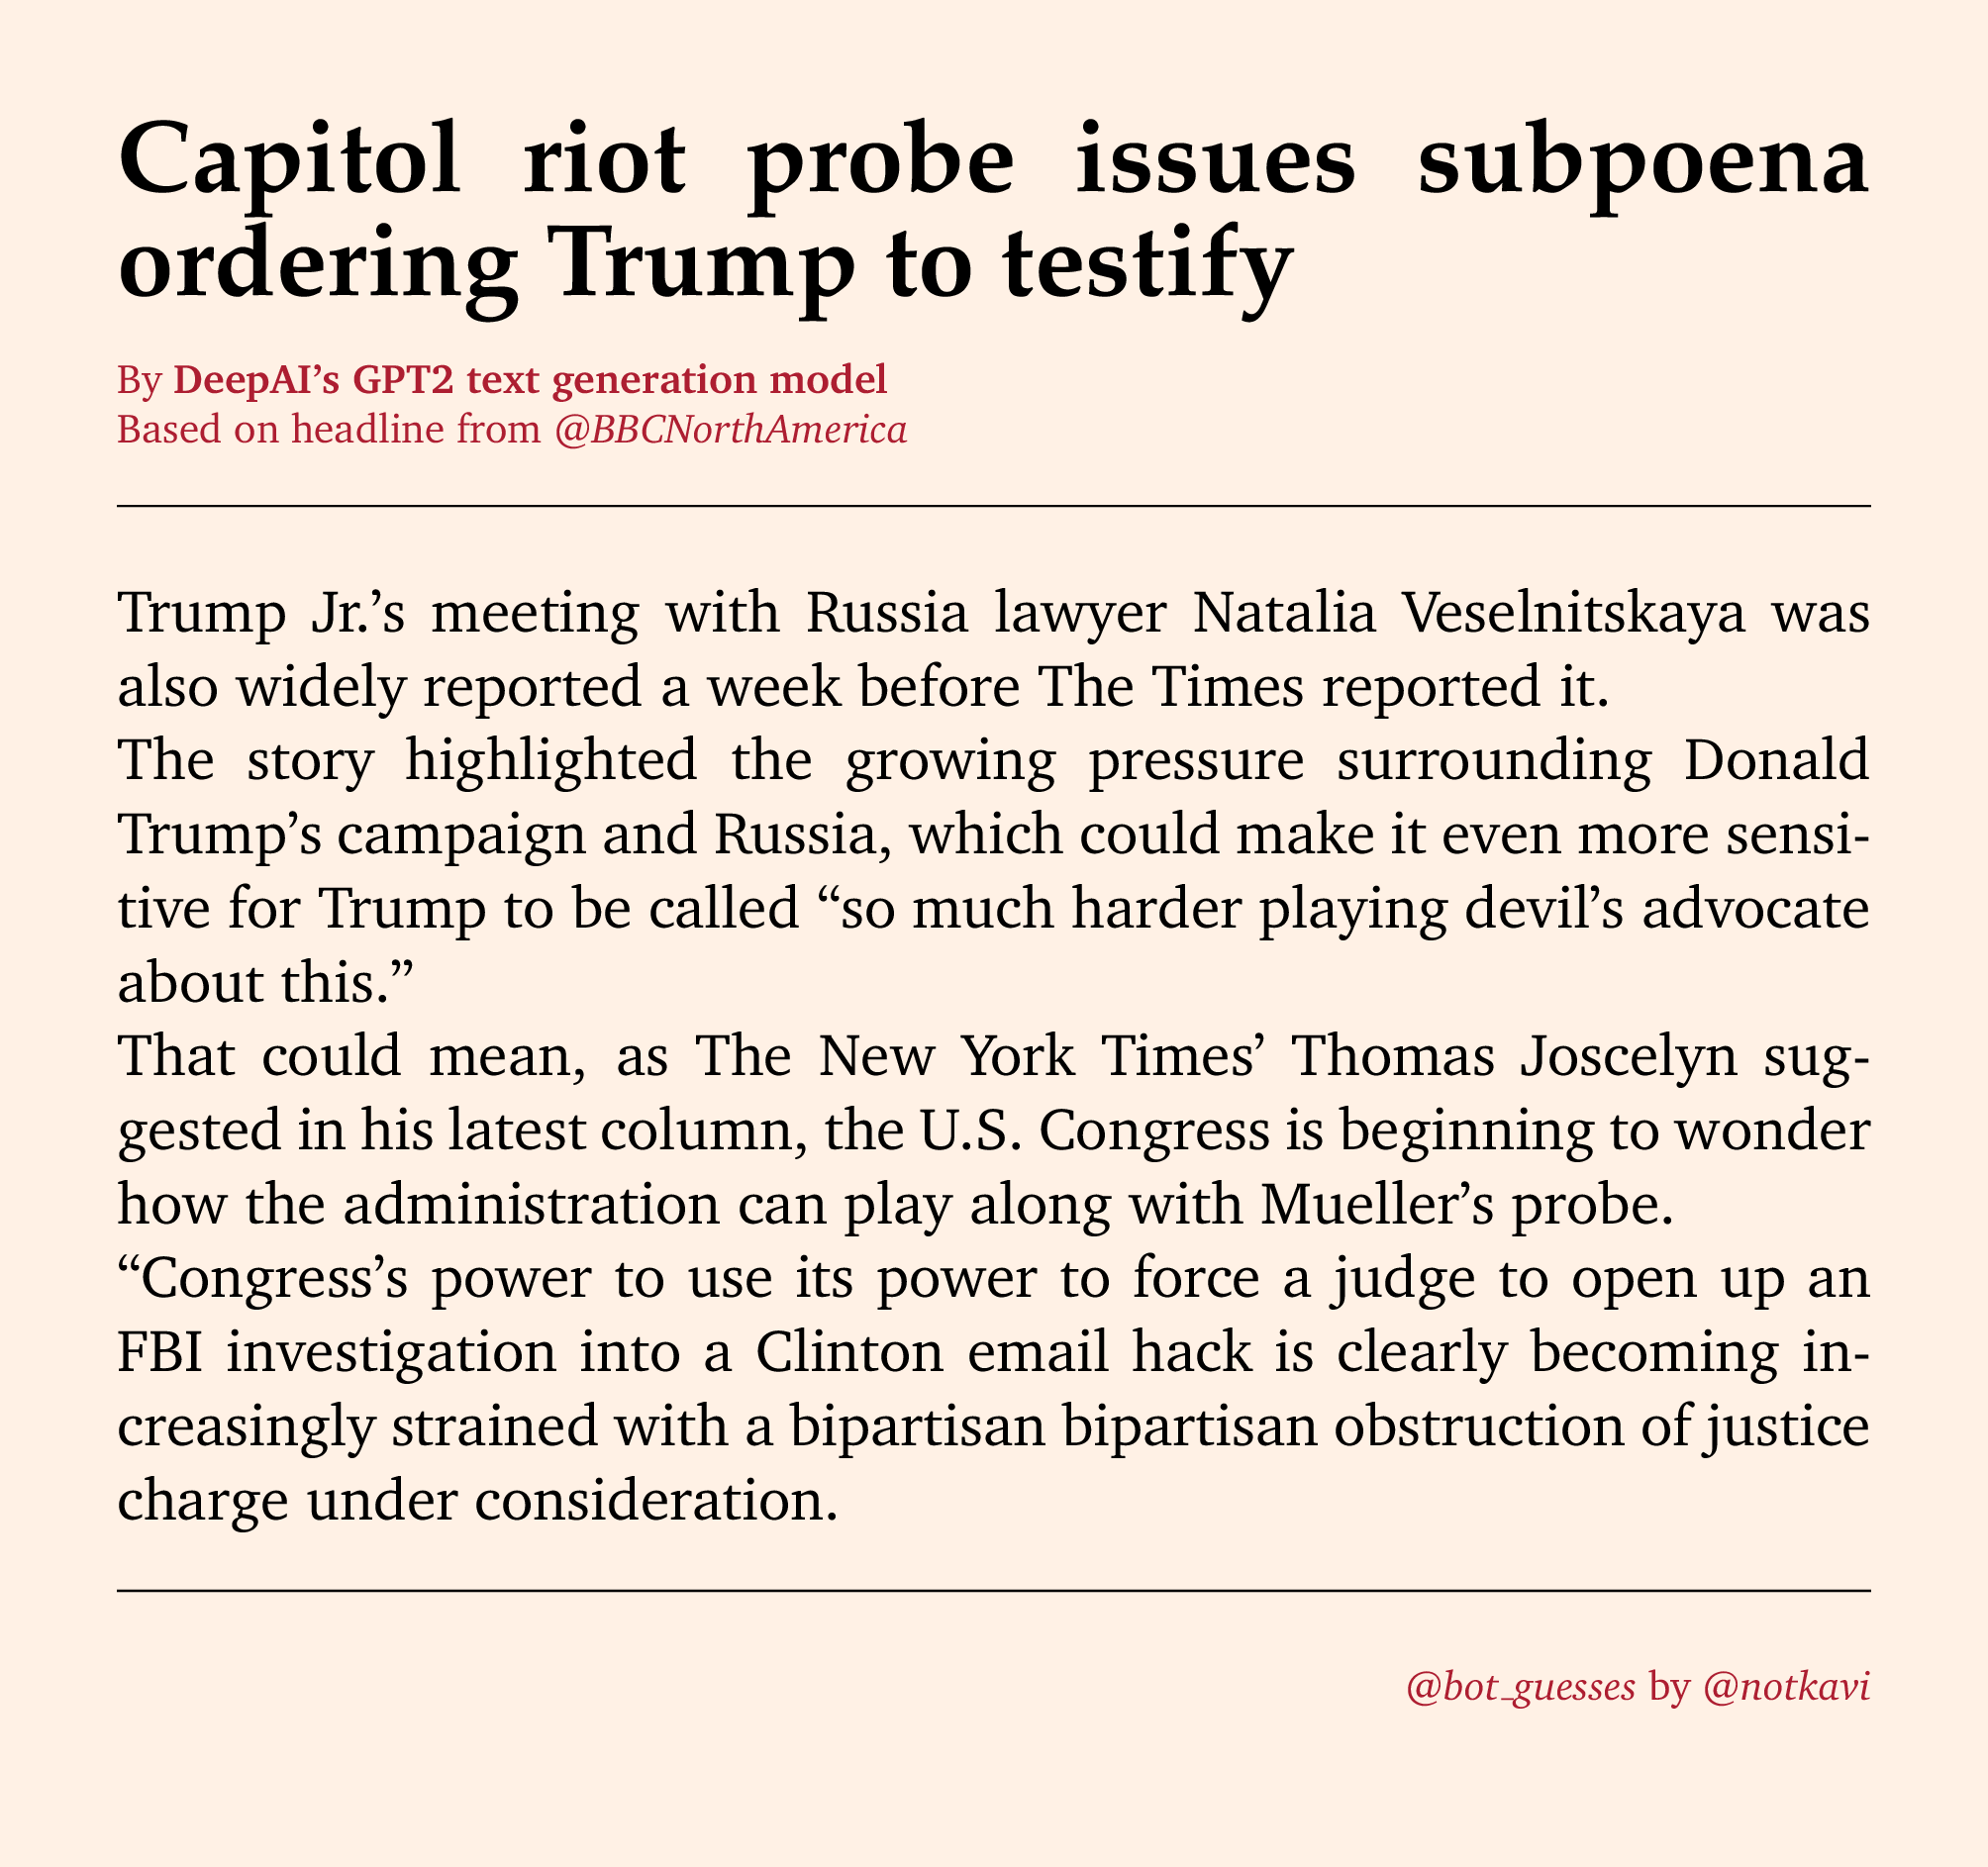 Capitol riot probe issues subpoena
ordering Trump to testify
By DeepAI’s GPT2 text generation model
Based on headline from @BBCNorthAmerica
Trump Jr.’s meeting with Russia lawyer Natalia Veselnitskaya was
also widely reported a week before The Times reported it.
The story highlighted the growing pressure surrounding Donald
Trump’s campaign and Russia, which could make it even more sensi-
tive for Trump to be called “so much harder playing devil’s advocate
about this.”
That could mean, as The New York Times’ Thomas Joscelyn sug-
gested in his latest column, the U.S. Congress is beginning to wonder
how the administration can play along with Mueller’s probe.
“Congress’s power to use its power to force a judge to open up an
FBI investigation into a Clinton email hack is clearly becoming in-
creasingly strained with a bipartisan bipartisan obstruction of justice
charge under consideration.
@bot_guesses by @notkavi